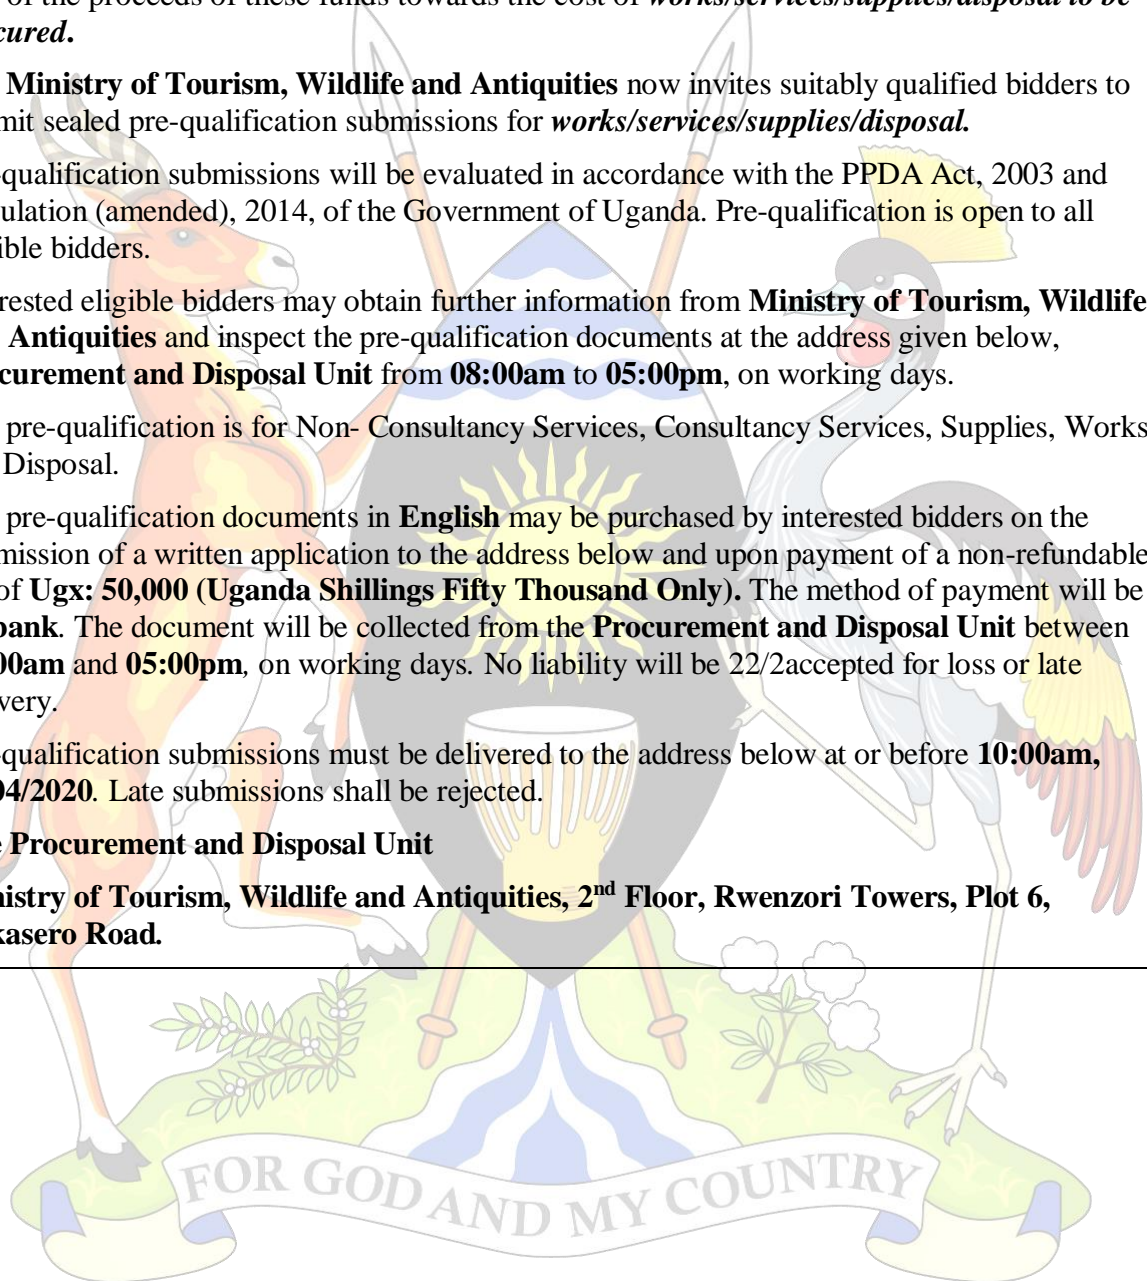 of the proceeds of these funds towards the cost of works/services/supplies/disposal to be
cured.
Ministry of Tourism, Wildlife and Antiquities now invites suitably qualified bidders to
mit sealed pre-qualification submissions for works/services/supplies/disposal.
-qualification submissions will be evaluated in accordance with the PPDA Act, 2003 and
ulation (amended), 2014, of the Government of Uganda. Pre-qualification is open to all
ible bidders.
rested eligible bidders may obtain further information from Ministry of Tourism, Wildlife
Antiquities and inspect the pre-qualification documents at the address given below,
curement and Disposal Unit from 08:00am to 05:00pm, on working days.
pre-qualification is for Non- Consultancy Services, Consultancy Services, Supplies, Works
Disposal.
pre-qualification documents in English may be purchased by interested bidders on the
mission of a written application to the address below and upon payment of a non-refundable
of Ugx: 50,000 (Uganda Shillings Fifty Thousand Only). The method of payment will be
bank. The document will be collected from the Procurement and Disposal Unit between
00am and 05:00pm, on working days. No liability will be 22/2accepted for loss or late
very.
-qualification submissions must be delivered to the address below at or before 10:00am,
04/2020. Late submissions shall be rejected.
e Procurement and Disposal Unit
nistry of Tourism, Wildlife and Antiquities, 2nd Floor, Rwenzori Towers, Plot 6,
kasero Road.
FOR GOD AND MY COUNTRY